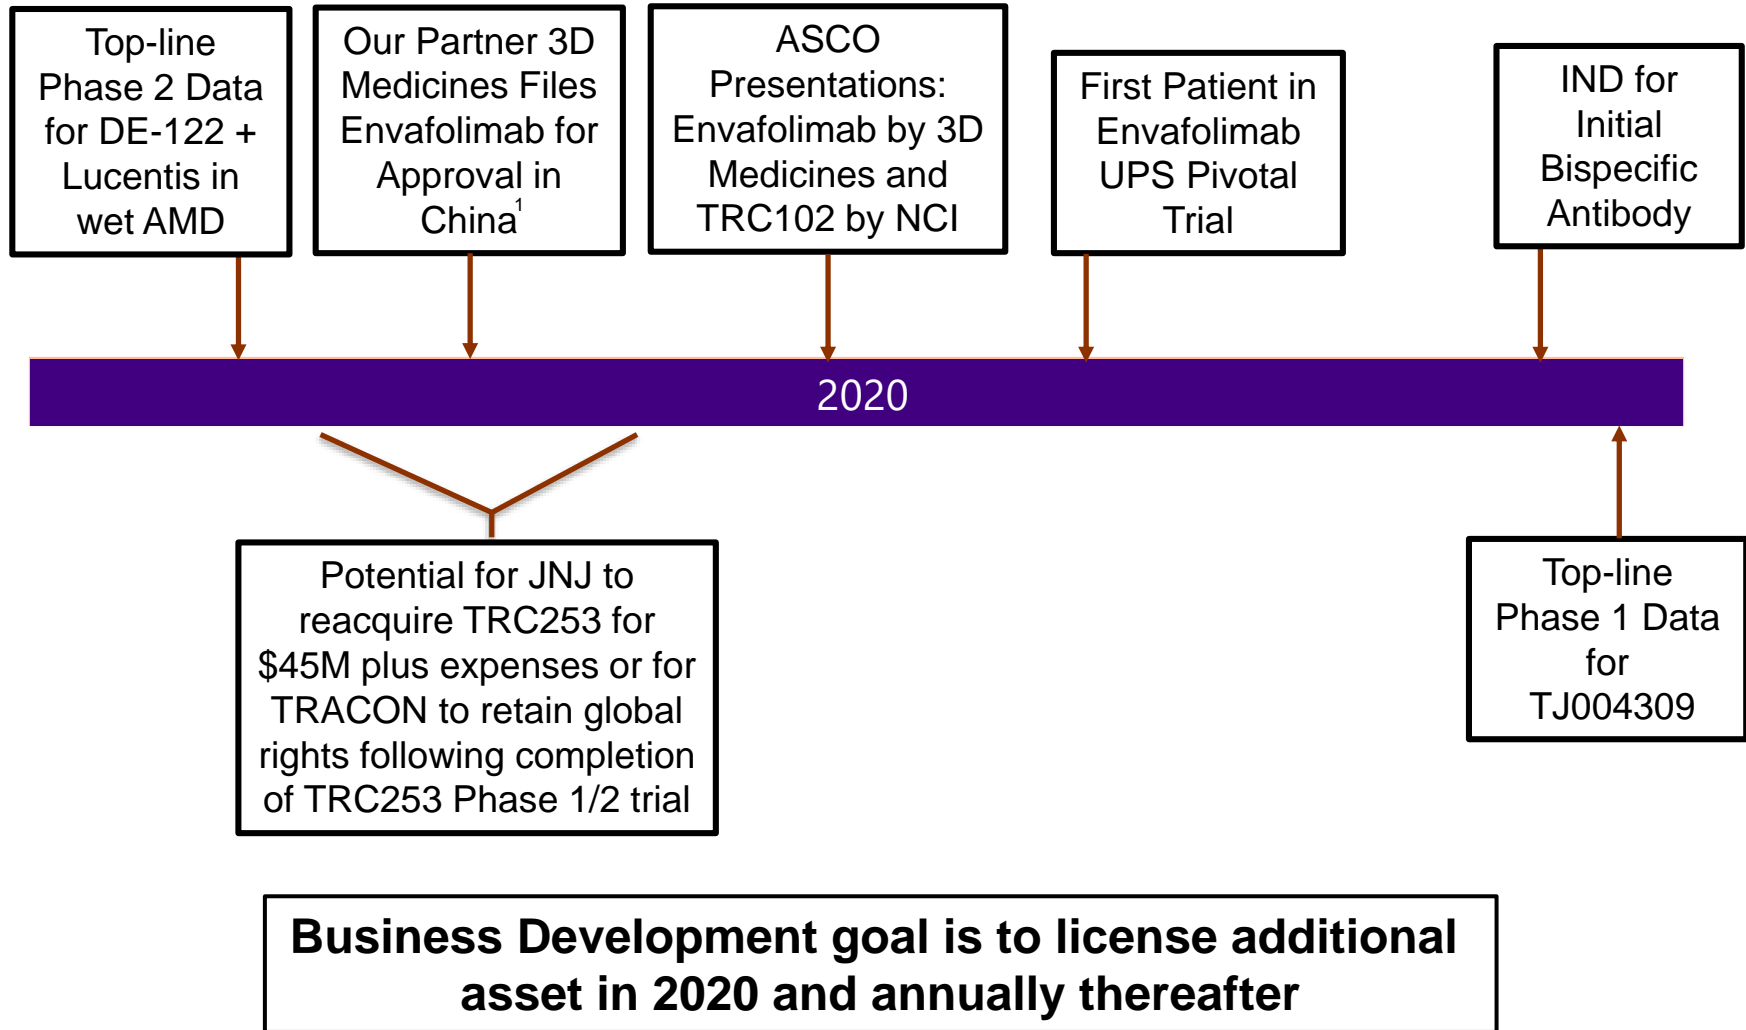 Top-line
Phase 2 Data
for DE-122 +
Lucentis in
wet AMD
Our Partner 3D
Medicines Files
Envafolimab for
Approval in
China¹
ASCO
Presentations:
Envafolimab by 3D
Medicines and
TRC102 by NCI
First Patient in
Envafolimab
UPS Pivotal
Trial
IND for
Initial
Bispecific
Antibody
2020
Potential for JNJ to
reacquire TRC253 for
$45M plus expenses or for
TRACON to retain global
rights following completion
of TRC253 Phase 1/2 trial
Top-line
Phase 1 Data
for
TJ004309
Business Development goal is to license additional
asset in 2020 and annually thereafter